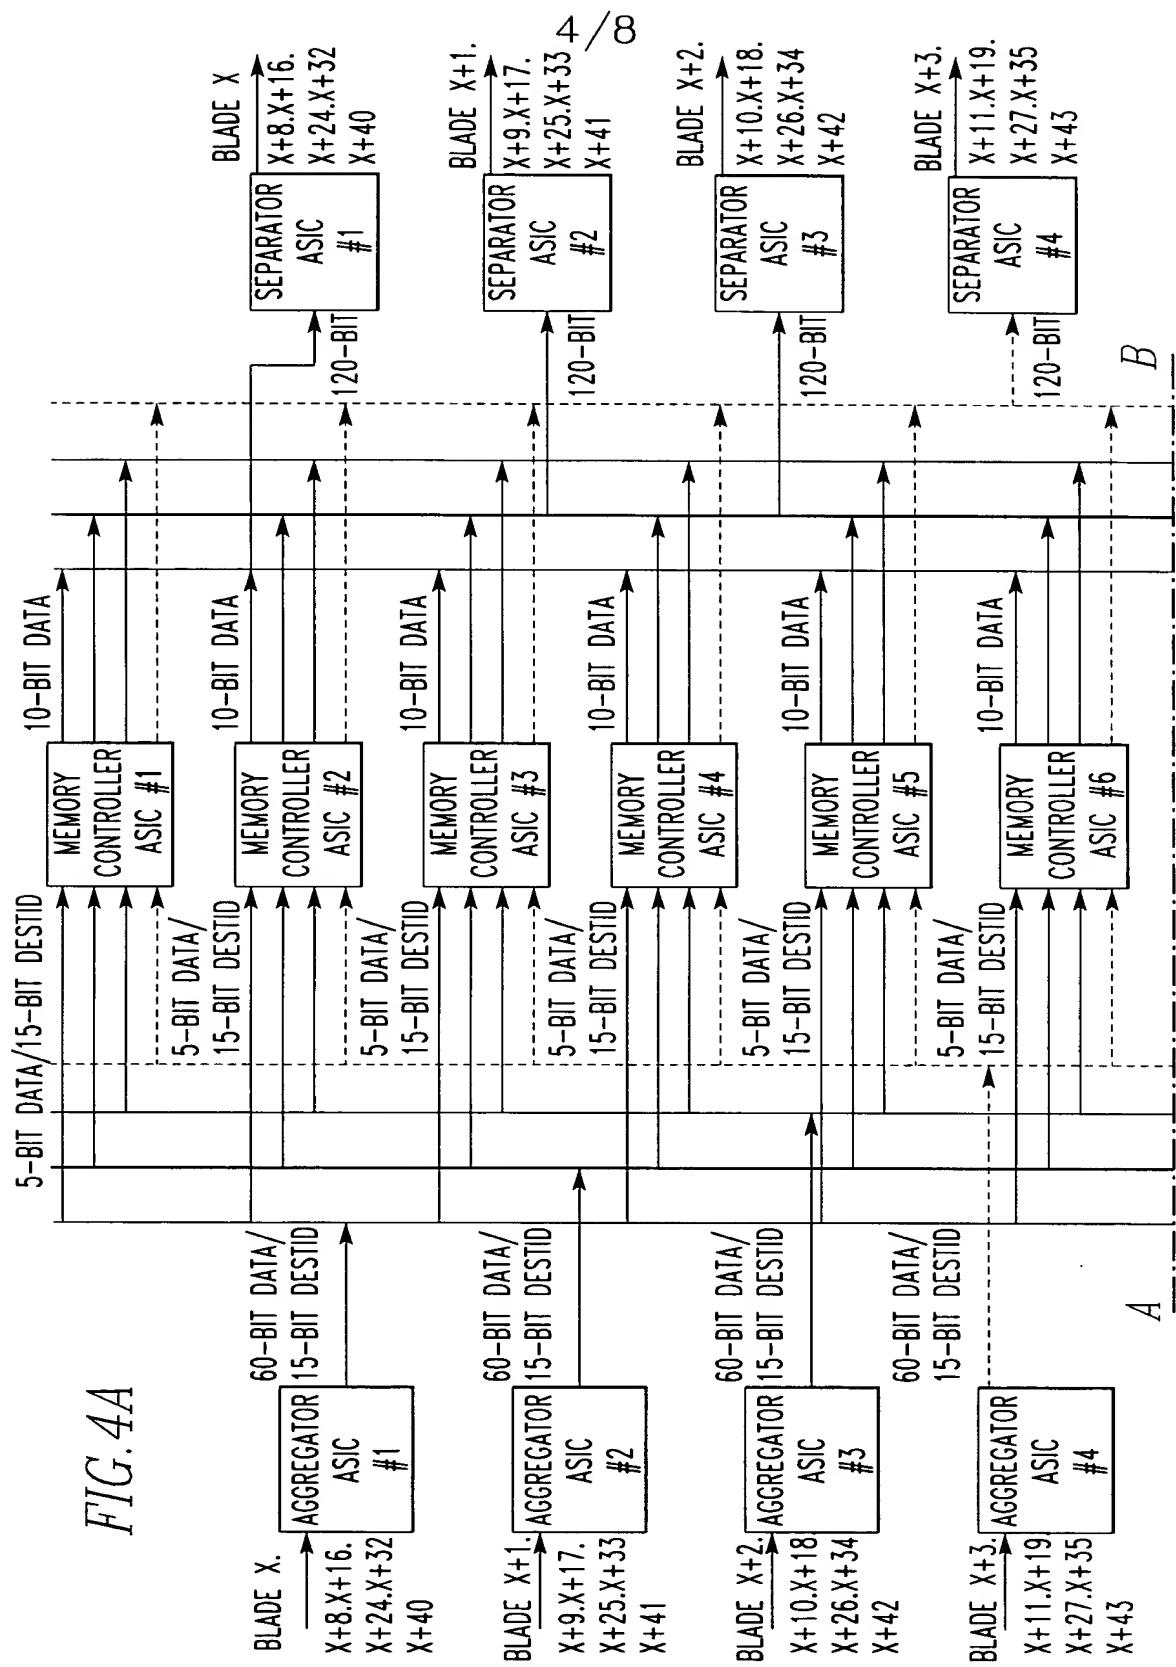 4/8
FIG.4A
BLADE X.
X+8.X+16.
X+24.X+32
X+40
AGGREGATOR
ASIC
#1
60-BIT DATA/
15-BIT DESTID
BLADE X+1.
X+9.X+17.
X+25.X+33
X+41
AGGREGATOR
ASIC
#2
60-BIT DATA/
15-BIT DESTID
BLADE X+2.
X+10.X+18
X+26.X+34
X+42
AGGREGATOR
ASIC
#3
60-BIT DATA/
15-BIT DESTID
BLADE X+3.
X+11.X+19
X+27.X+35
X+43
AGGREGATOR
ASIC
#4
60-BIT DATA/
15-BIT DESTID
5-BIT DATA/15-BIT DESTID
MEMORY
CONTROLLER
ASIC #1
10-BIT DATA
5-BIT DATA/
15-BIT DESTID
MEMORY
CONTROLLER
ASIC #2
10-BIT DATA
5-BIT DATA/
15-BIT DESTID
MEMORY
CONTROLLER
ASIC #3
10-BIT DATA
5-BIT DATA/
15-BIT DESTID
MEMORY
CONTROLLER
ASIC #4
10-BIT DATA
5-BIT DATA/
15-BIT DESTID
MEMORY
CONTROLLER
ASIC #5
10-BIT DATA
5-BIT DATA/
15-BIT DESTID
MEMORY
CONTROLLER
ASIC #6
10-BIT DATA
120-BIT
SEPARATOR
ASIC
#1
BLADE X
X+8.X+16.
X+24.X+32
X+40
120-BIT
SEPARATOR
ASIC
#2
BLADE X+1.
X+9.X+17.
X+25.X+33
X+41
120-BIT
SEPARATOR
ASIC
#3
BLADE X+2.
X+10.X+18.
X+26.X+34
X+42
120-BIT
SEPARATOR
ASIC
#4
BLADE X+3.
X+11.X+19.
X+27.X+35
X+43
A
B